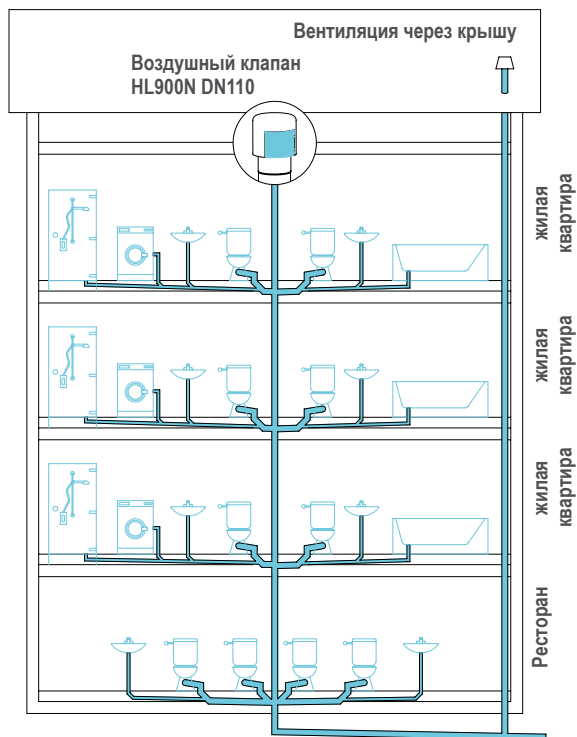 Вентиляция через крышу
Воздушный клапан
HL900N DN110
жилая
квартира
жилая
квартира
жилая
квартира
Ресторан